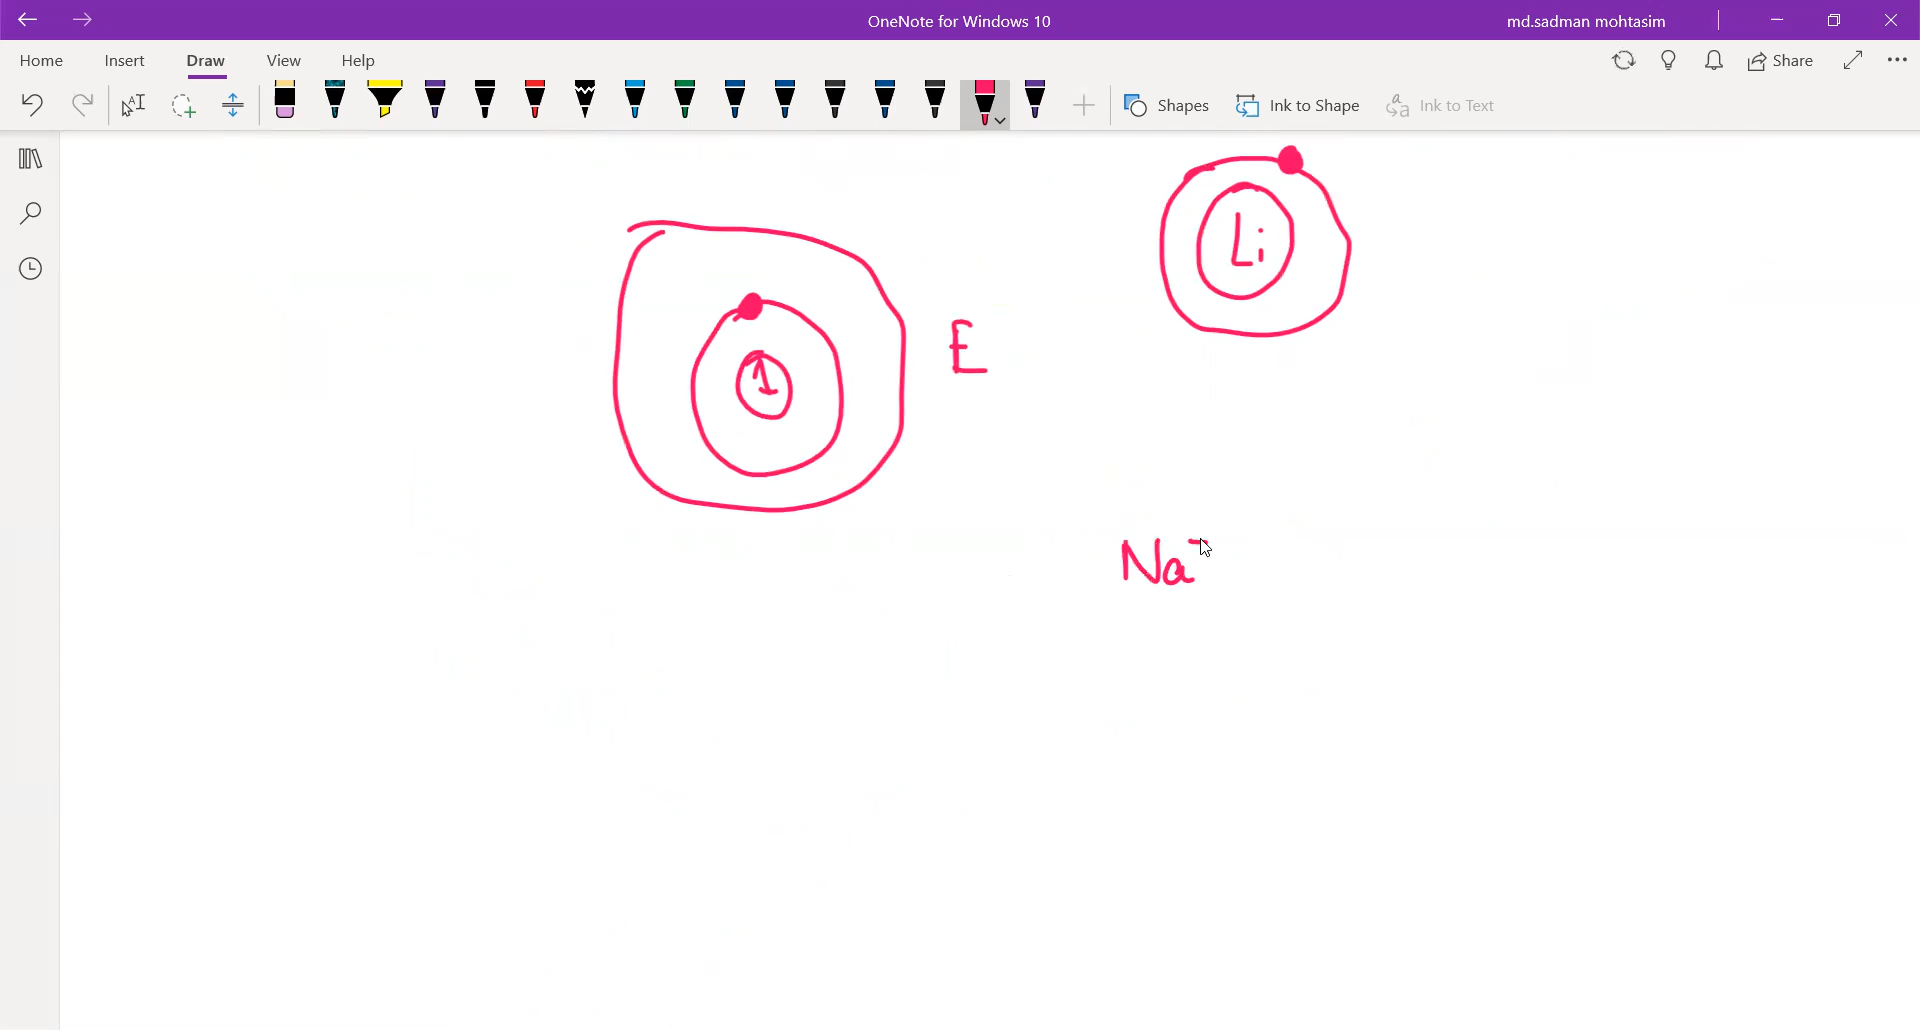 OneNote for Windows 10
md.sadman mohtasim
Home Insert Draw View Help
Share
Shapes Ink to Shape Ink to Text
Li
1
E
Na⁻